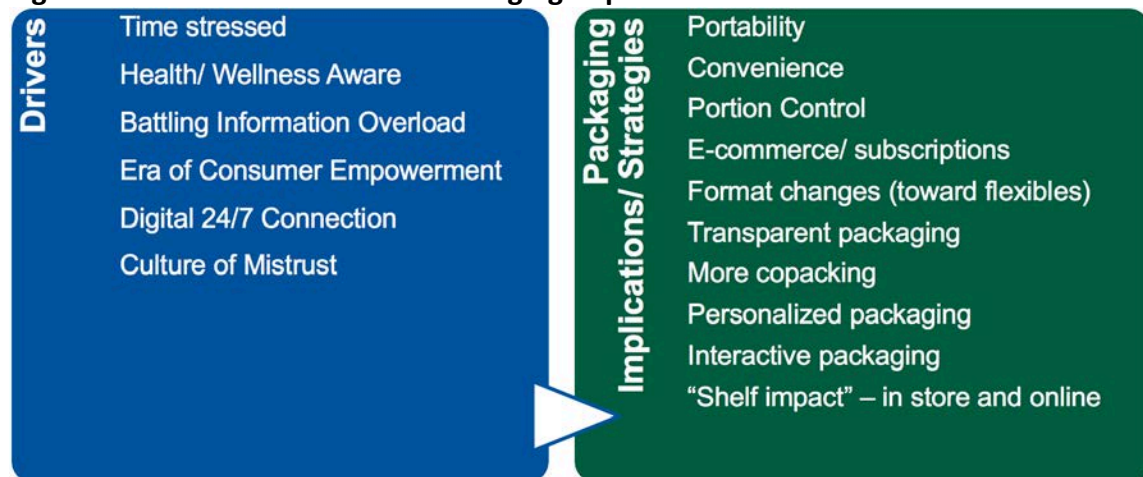 Drivers
Time stressed
Health/ Wellness Aware
Battling Information Overload
Era of Consumer Empowerment
Digital 24/7 Connection
Culture of Mistrust
Packaging
Implications/ Strategies
Portability
Convenience
Portion Control
E-commerce/ subscriptions
Format changes (toward flexibles)
Transparent packaging
More copacking
Personalized packaging
Interactive packaging
“Shelf impact” – in store and online